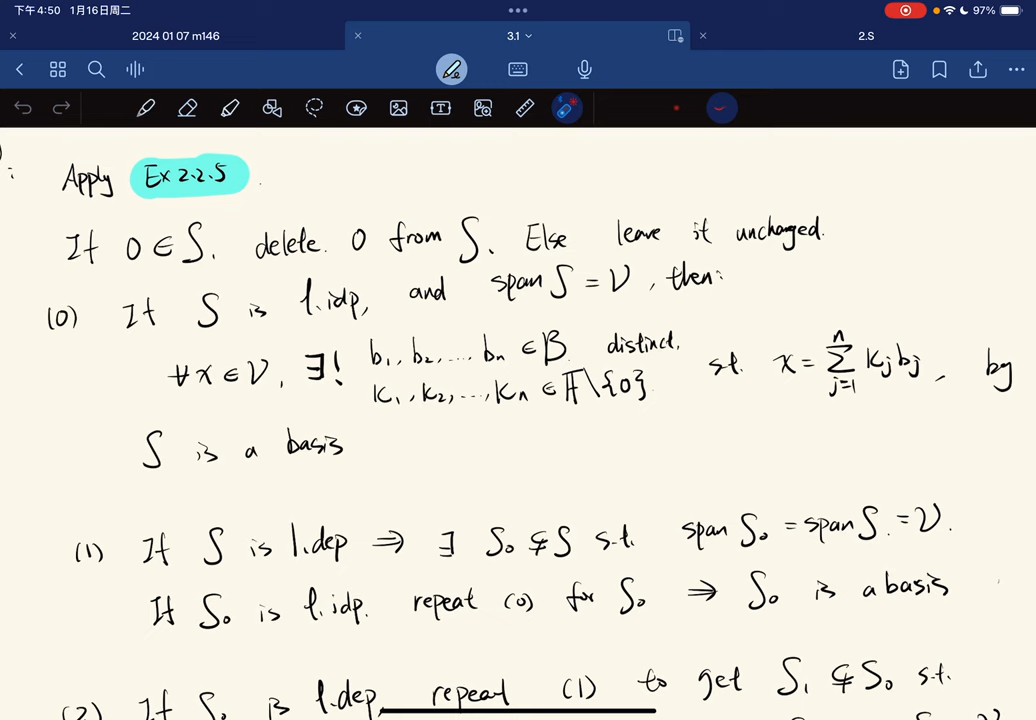 下午4:50 1月16日周二 97%
2024 01 07 m146 3.1 2.S
Apply Ex 2.2.5
If 0 ∈ S, delete 0 from S. Else leave it unchanged.
(0) If S is l.idp, and span S = V, then:
∀x ∈ V, ∃! b₁, b₂, ... bₙ ∈ B distinct,
k₁, k₂, ..., kₙ ∈ F\{0} st. x = ∑ⱼ₌₁ⁿ kⱼbⱼ, by
S is a basis
(1) If S is l.dep ⇒ ∃ S₀ ⊊ S s.t. span S₀ = span S = V.
If S₀ is l.idp. repeat (0) for S₀ ⇒ S₀ is a basis
(2) If S₀ is l.dep, repeat (1) to get S₁ ⊊ S₀ s.t.